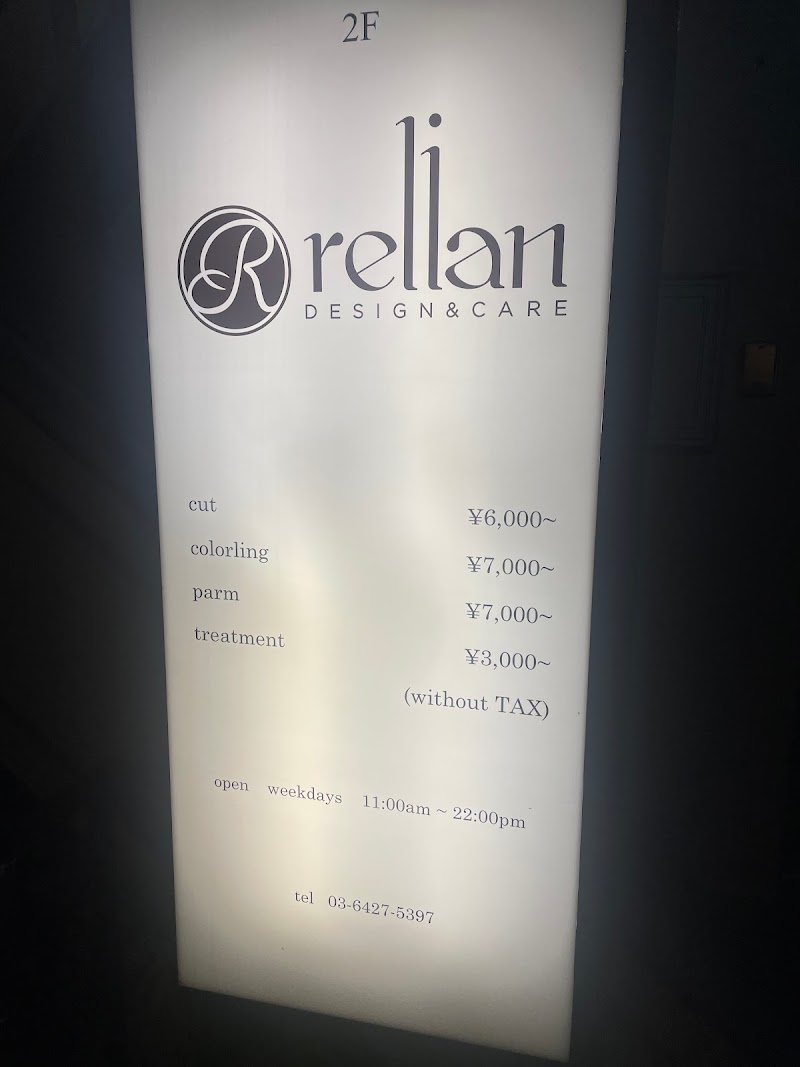 2F
R relian
DESIGN&CARE
cut ¥6,000~
colorling ¥7,000~
parm ¥7,000~
treatment ¥3,000~
(without TAX)
open weekdays 11:00am ~ 22:00pm
tel 03-6427-5397